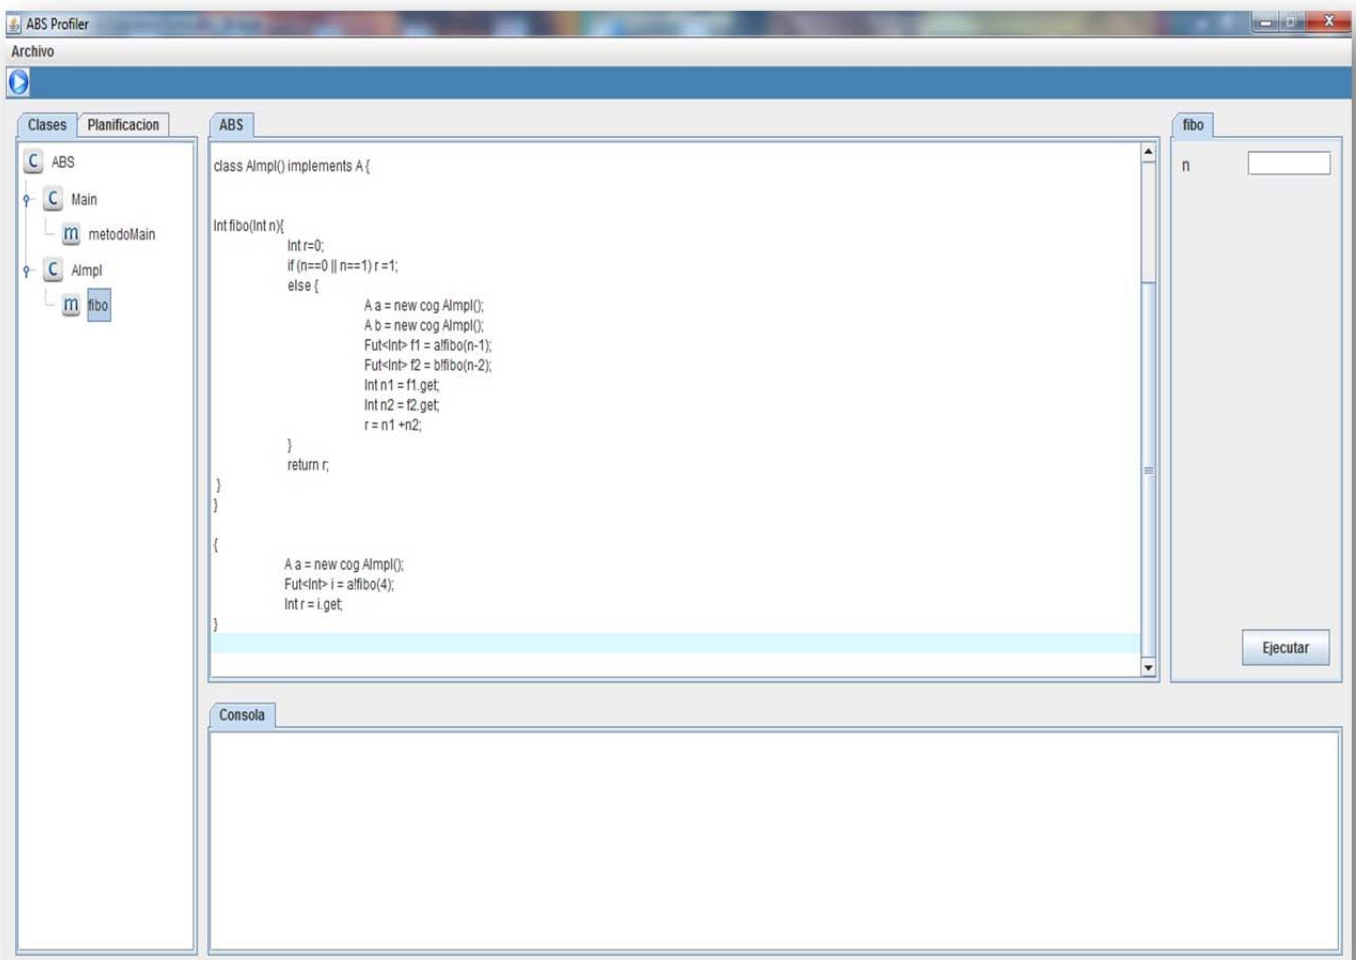 ABS Profiler
Archivo
Clases Planificacion
C ABS
C Main
m metodoMain
C AImpl
m fibo
ABS
class AImpl() implements A {
Int fibo(Int n){
Int r=0;
if (n==0 || n==1) r =1;
else {
A a = new cog AImpl();
A b = new cog AImpl();
Fut<Int> f1 = a!fibo(n-1);
Fut<Int> f2 = b!fibo(n-2);
Int n1 = f1.get;
Int n2 = f2.get;
r = n1 +n2;
}
return r;
}
}
{
A a = new cog AImpl();
Fut<Int> i = a!fibo(4);
Int r = i.get;
}
fibo
n
Ejecutar
Consola